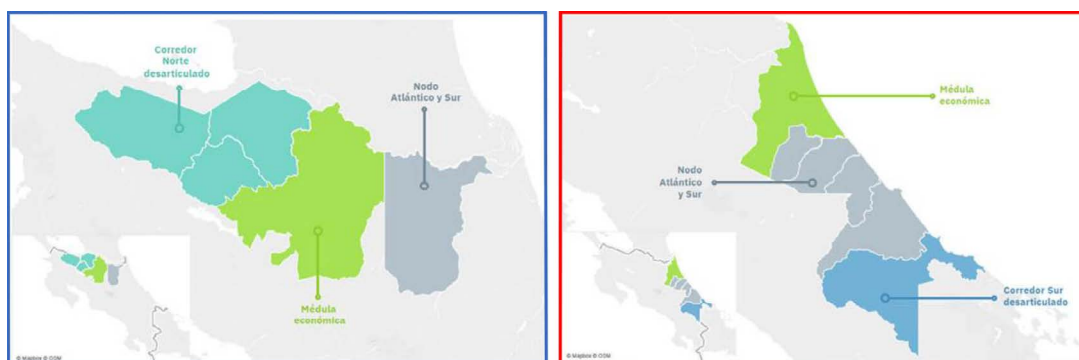 Corredor
Norte
desarticulado
Nodo
Atlántico y Sur
Médula
económica
© Mapbox © OSM
Médula
económica
Nodo
Atlántico
y Sur
Corredor Sur
desarticulado
© Mapbox © OSM